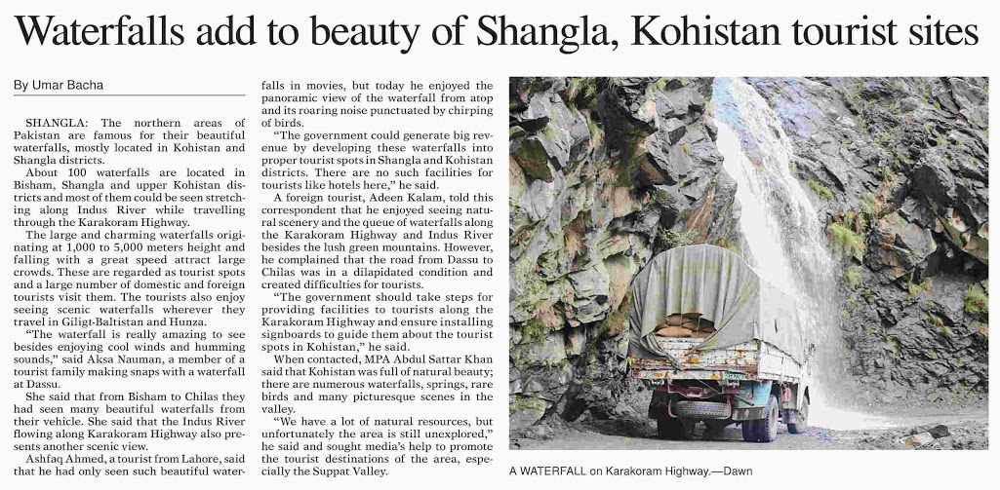 Waterfalls add to beauty of Shangla, Kohistan tourist sites
By Umar Bacha
SHANGLA: The northern areas of
Pakistan are famous for their beautiful
waterfalls, mostly located in Kohistan and
Shangla districts.
About 100 waterfalls are located in
Bisham, Shangla and upper Kohistan dis-
tricts and most of them could be seen stretch-
ing along Indus River while travelling
through the Karakoram Highway.
The large and charming waterfalls origi-
nating at 1,000 to 5,000 meters height and
falling with a great speed attract large
crowds. These are regarded as tourist spots
and a large number of domestic and foreign
tourists visit them. The tourists also enjoy
seeing scenic waterfalls wherever they
travel in Giligt-Baltistan and Hunza.
“The waterfall is really amazing to see
besides enjoying cool winds and humming
sounds,” said Aksa Nauman, a member of a
tourist family making snaps with a waterfall
at Dassu.
She said that from Bisham to Chilas they
had seen many beautiful waterfalls from
their vehicle. She said that the Indus River
flowing along Karakoram Highway also pre-
sents another scenic view.
Ashfaq Ahmed, a tourist from Lahore, said
that he had only seen such beautiful water-
falls in movies, but today he enjoyed the
panoramic view of the waterfall from atop
and its roaring noise punctuated by chirping
of birds.
“The government could generate big rev-
enue by developing these waterfalls into
proper tourist spots in Shangla and Kohistan
districts. There are no such facilities for
tourists like hotels here,” he said.
A foreign tourist, Adeen Kalam, told this
correspondent that he enjoyed seeing natu-
ral scenery and the queue of waterfalls along
the Karakoram Highway and Indus River
besides the lush green mountains. However,
he complained that the road from Dassu to
Chilas was in a dilapidated condition and
created difficulties for tourists.
“The government should take steps for
providing facilities to tourists along the
Karakoram Highway and ensure installing
signboards to guide them about the tourist
spots in Kohistan,” he said.
When contacted, MPA Abdul Sattar Khan
said that Kohistan was full of natural beauty;
there are numerous waterfalls, springs, rare
birds and many picturesque scenes in the
valley.
“We have a lot of natural resources, but
unfortunately the area is still unexplored,”
he said and sought media’s help to promote
the tourist destinations of the area, espe-
cially the Suppat Valley.
A WATERFALL on Karakoram Highway.—Dawn